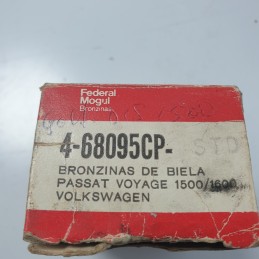 Federal
Mogul
Bronzinas
4-68095CP- STD
BRONZINAS DE BIELA
PASSAT VOYAGE 1500/1600
VOLKSWAGEN